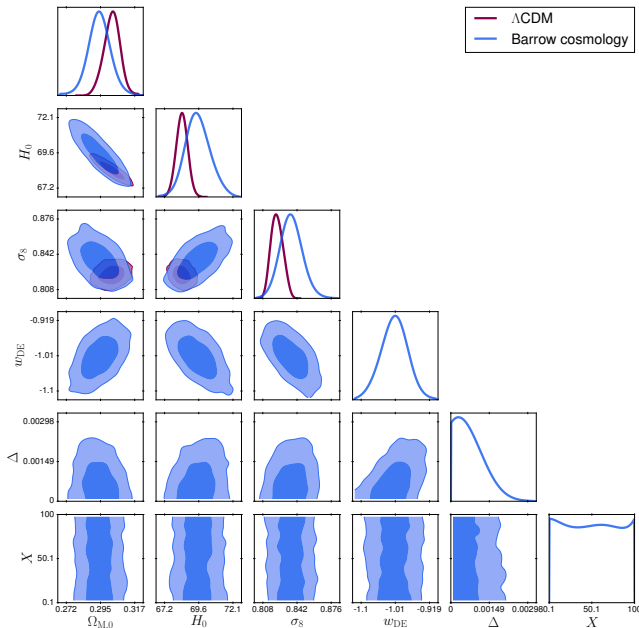 ΛCDM
Barrow cosmology
72.1
69.6
67.2
H₀
0.876
0.842
0.808
σ₈
-0.919
-1.01
-1.1
w_DE
0.00298
0.00149
0
Δ
100
50.1
0.1
X
0.272 0.295 0.317 67.2 69.6 72.1 0.808 0.842 0.876 -1.1 -1.01 -0.919 0 0.00149 0.00298 0.1 50.1 100
Ω_M,0 H₀ σ₈ w_DE Δ X